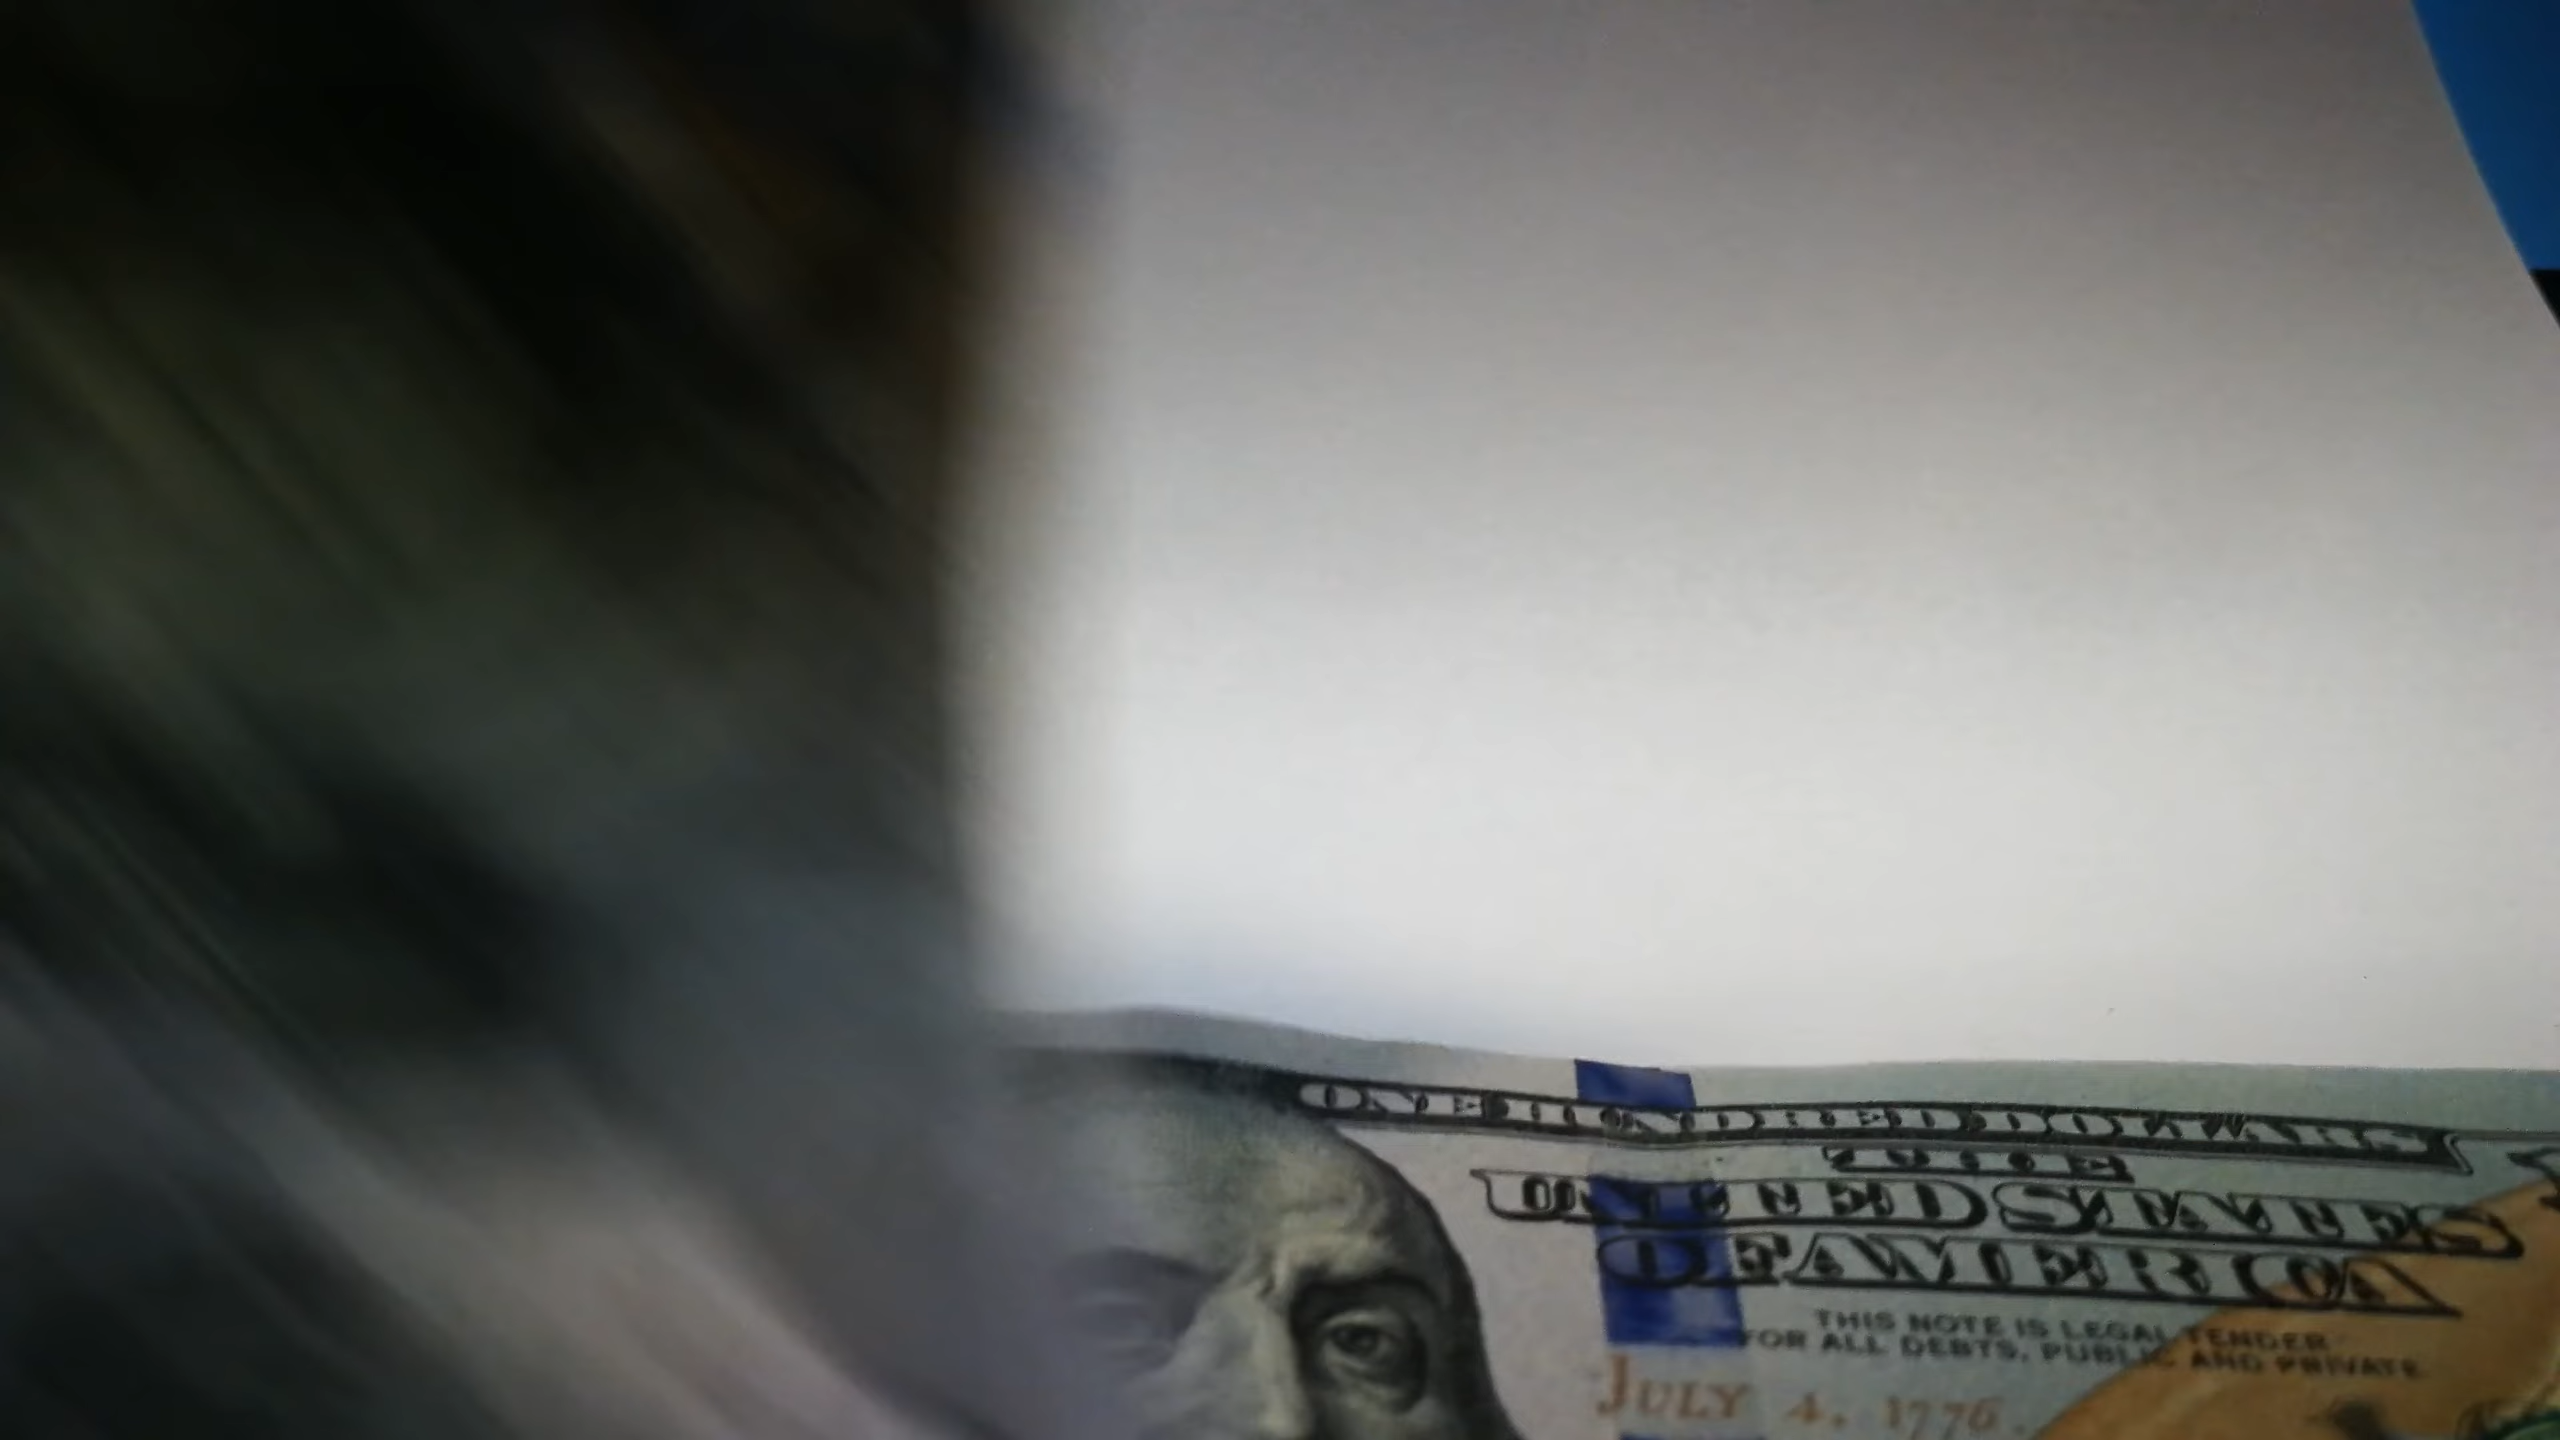 ONE HUNDRED DOLLARS
THE
UNITED STATES
OF AMERICA
THIS NOTE IS LEGAL TENDER
FOR ALL DEBTS, PUBLIC AND PRIVATE
JULY 4, 1776.